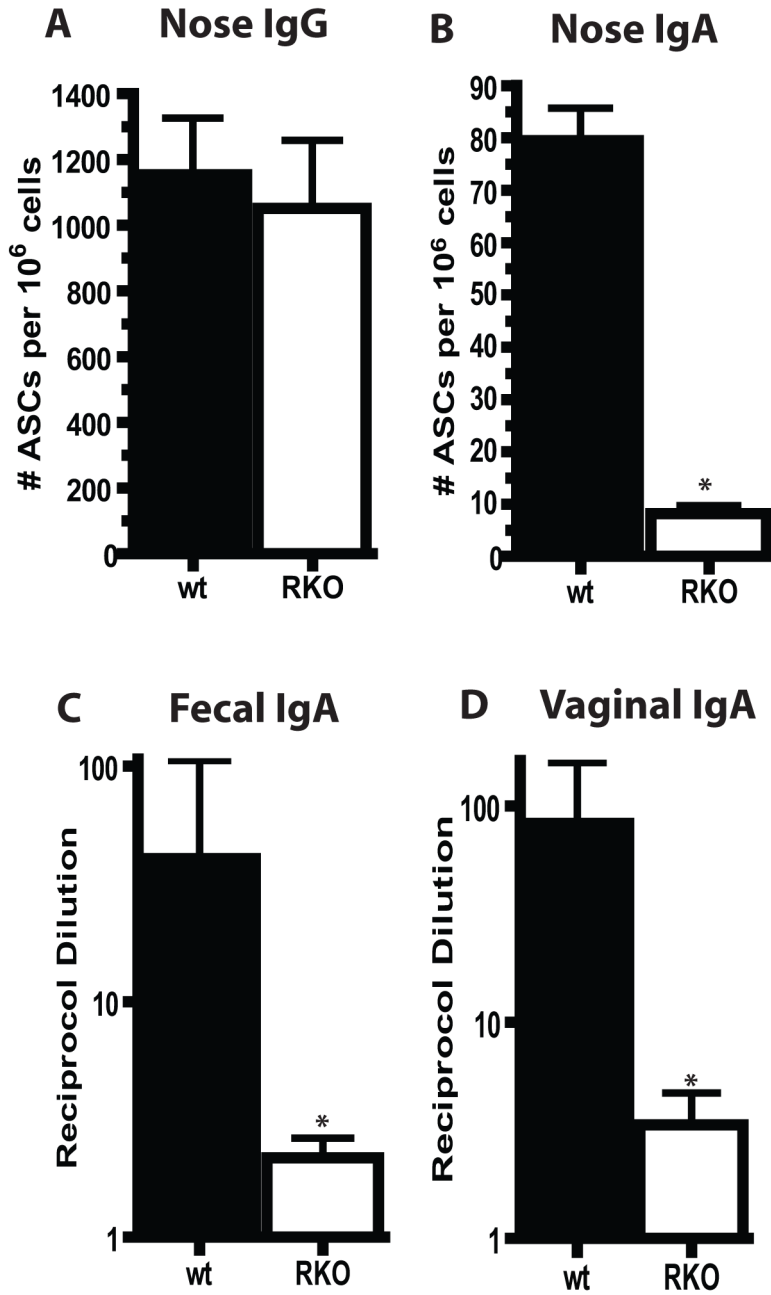 A Nose IgG
# ASCs per 10⁶ cells
1400
1200
1000
800
600
400
200
0
wt RKO
B Nose IgA
# ASCs per 10⁶ cells
90
80
70
60
50
40
30
20
10
0
*
wt RKO
C Fecal IgA
Reciprocol Dilution
100
10
1
*
wt RKO
D Vaginal IgA
Reciprocol Dilution
100
10
1
*
wt RKO